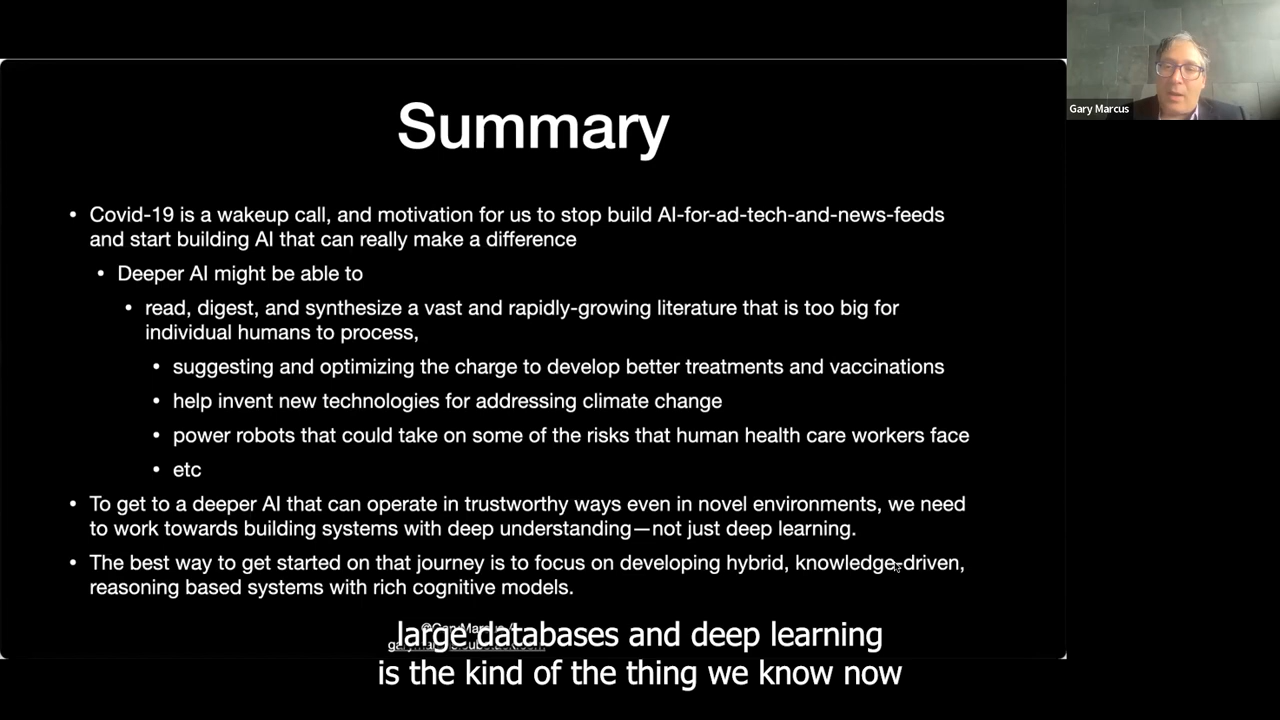 Gary Marcus
Summary
• Covid-19 is a wakeup call, and motivation for us to stop build AI-for-ad-tech-and-news-feeds
and start building AI that can really make a difference
• Deeper AI might be able to
• read, digest, and synthesize a vast and rapidly-growing literature that is too big for
individual humans to process,
• suggesting and optimizing the charge to develop better treatments and vaccinations
• help invent new technologies for addressing climate change
• power robots that could take on some of the risks that human health care workers face
• etc
• To get to a deeper AI that can operate in trustworthy ways even in novel environments, we need
to work towards building systems with deep understanding—not just deep learning.
• The best way to get started on that journey is to focus on developing hybrid, knowledge-driven,
reasoning based systems with rich cognitive models.
large databases and deep learning
is the kind of the thing we know now